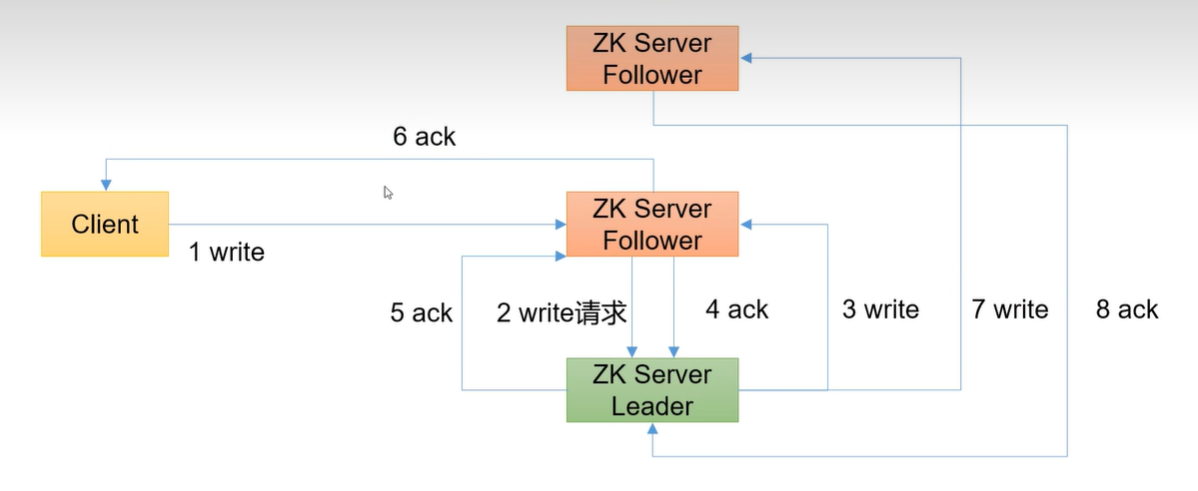 ZK Server
Follower
6 ack
Client
1 write
ZK Server
Follower
5 ack
2 write请求
4 ack
3 write
7 write
8 ack
ZK Server
Leader